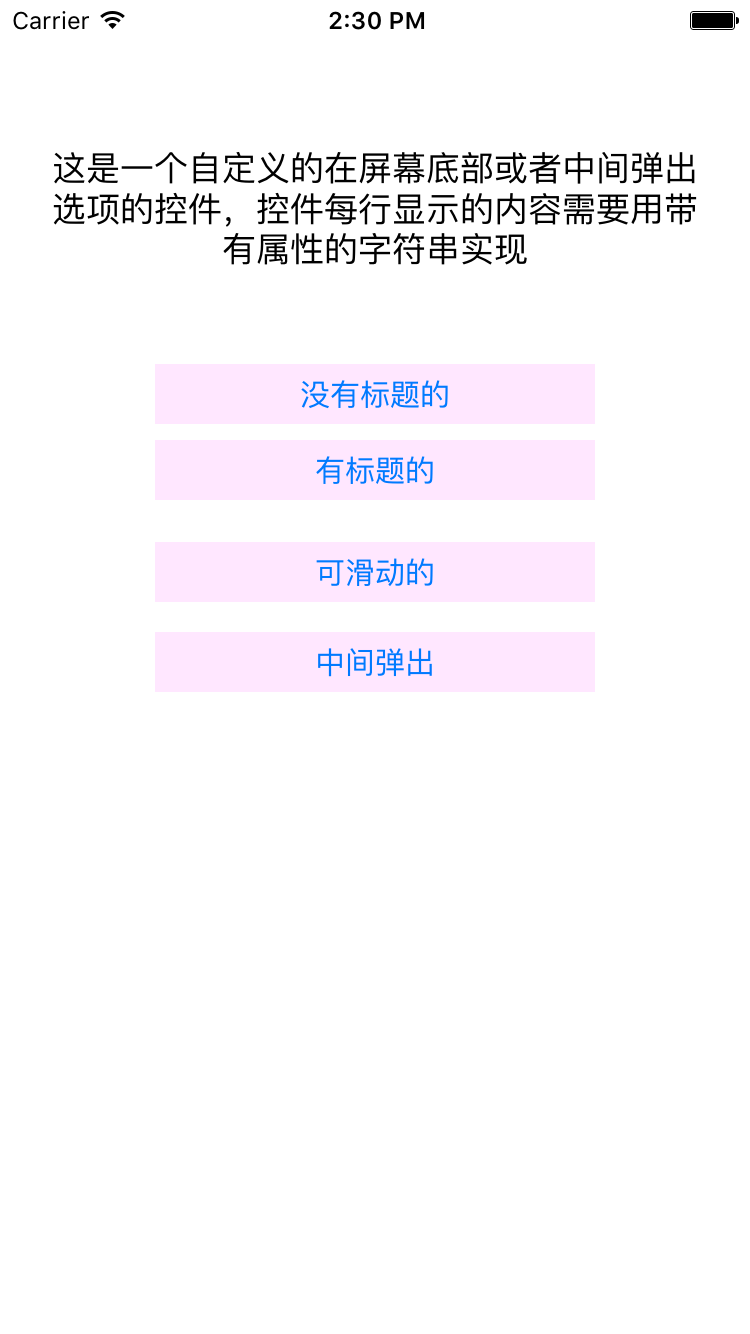 Carrier 2:30 PM
这是一个自定义的在屏幕底部或者中间弹出
选项的控件，控件每行显示的内容需要用带
有属性的字符串实现
没有标题的
有标题的
可滑动的
中间弹出